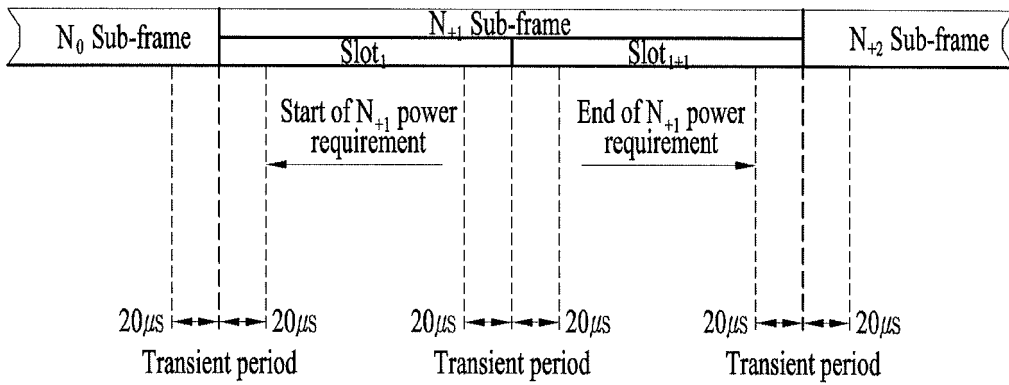 N₀ Sub-frame
N₊₁ Sub-frame
N₊₂ Sub-frame
Slot₁
Slot₁₊₁
Start of N₊₁ power
requirement
End of N₊₁ power
requirement
20μs
20μs
20μs
20μs
20μs
20μs
Transient period
Transient period
Transient period